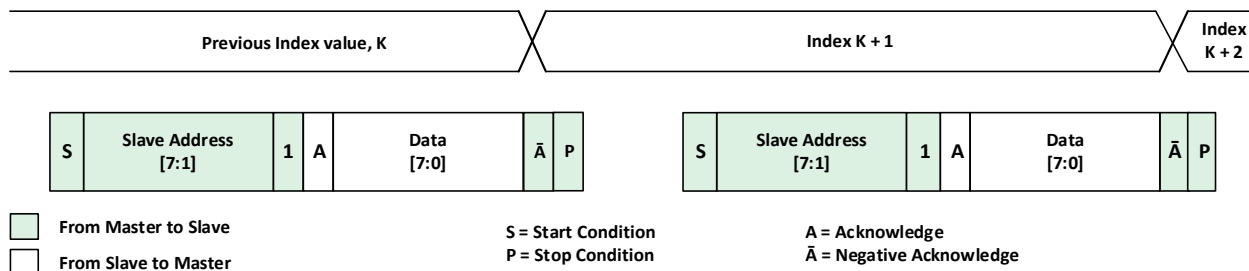 Previous Index value, K
Index K + 1
Index
K + 2
S
Slave Address
[7:1]
1
A
Data
[7:0]
Ā
P
S
Slave Address
[7:1]
1
A
Data
[7:0]
Ā
P
From Master to Slave
From Slave to Master
S = Start Condition
P = Stop Condition
A = Acknowledge
Ā = Negative Acknowledge